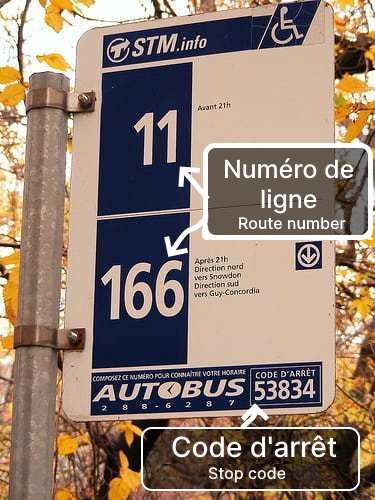 STM.info
11
Avant 21h
Numéro de
ligne
Route number
166
Après 21h
Direction nord
vers Snowdon
Direction sud
vers Guy-Concordia
COMPOSEZ CE NUMÉRO POUR CONNAÎTRE VOTRE HORAIRE
AUTOBUS
288-6287
CODE D'ARRÊT
53834
Code d'arrêt
Stop code